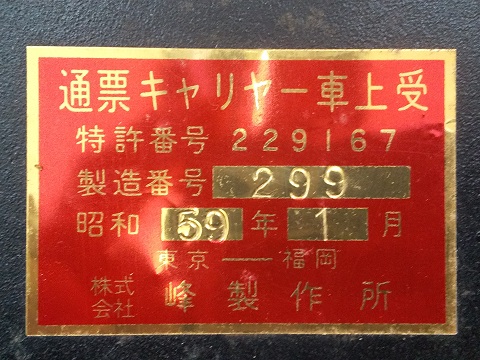 通票キャリヤー車上受
特許番号 229167
製造番号 299
昭和 59 年 1 月
東京──福岡
株式会社 峰製作所